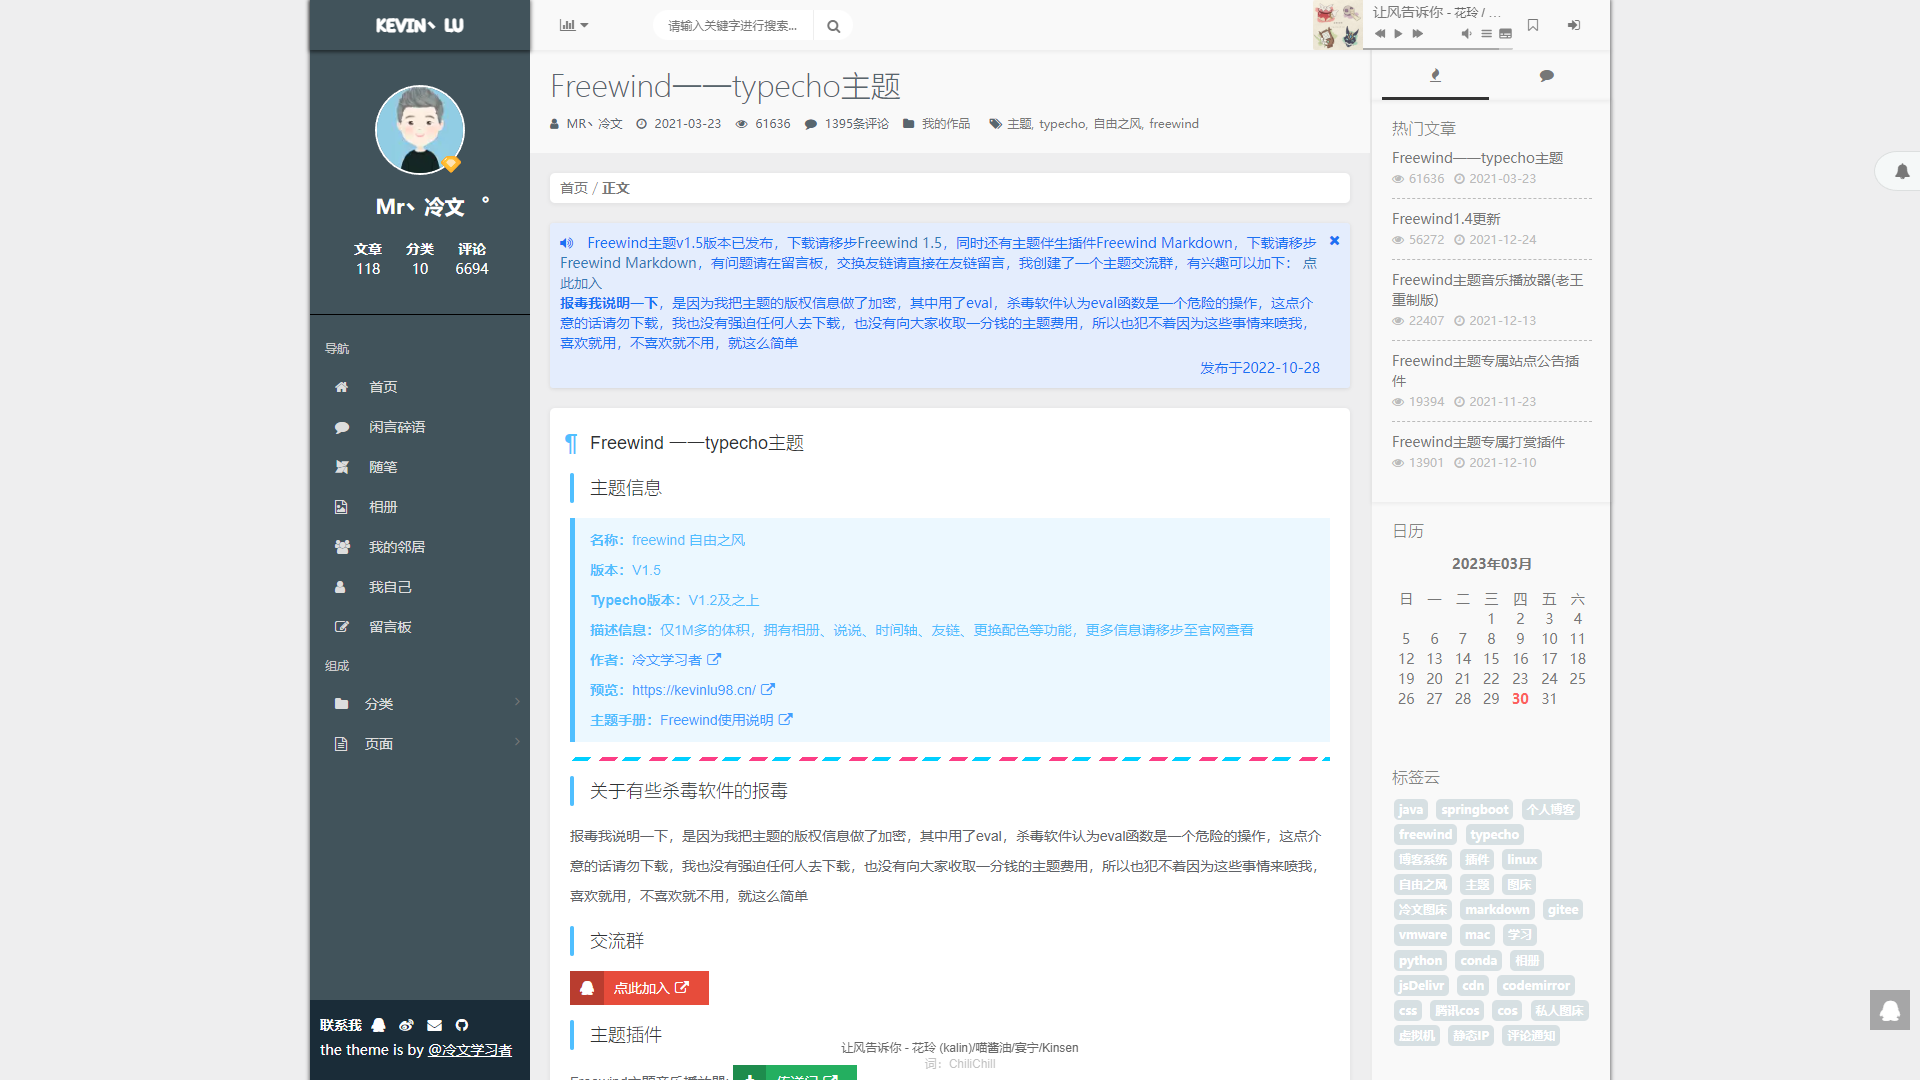 KEVIN丶LU
请输入关键字进行搜索...
让风告诉你 - 花玲 / ...
Mr丶冷文 °
文章 分类 评论
118 10 6694
导航
首页
闲言碎语
随笔
相册
我的邻居
我自己
留言板
组成
分类
页面
联系我
the theme is by @冷文学习者
Freewind——typecho主题
MR丶冷文 2021-03-23 61636 1395条评论 我的作品 主题, typecho, 自由之风, freewind
首页 / 正文
Freewind主题v1.5版本已发布，下载请移步Freewind 1.5，同时还有主题伴生插件Freewind Markdown，下载请移步
Freewind Markdown，有问题请在留言板，交换友链请直接在友链留言，我创建了一个主题交流群，有兴趣可以加下： 点
此加入
报毒我说明一下，是因为我把主题的版权信息做了加密，其中用了eval，杀毒软件认为eval函数是一个危险的操作，这点介
意的话请勿下载，我也没有强迫任何人去下载，也没有向大家收取一分钱的主题费用，所以也犯不着因为这些事情来喷我，
喜欢就用，不喜欢就不用，就这么简单
发布于2022-10-28
¶ Freewind ——typecho主题
主题信息
名称：freewind 自由之风
版本：V1.5
Typecho版本：V1.2及之上
描述信息：仅1M多的体积，拥有相册、说说、时间轴、友链、更换配色等功能，更多信息请移步至官网查看
作者：冷文学习者
预览：https://kevinlu98.cn/
主题手册：Freewind使用说明
关于有些杀毒软件的报毒
报毒我说明一下，是因为我把主题的版权信息做了加密，其中用了eval，杀毒软件认为eval函数是一个危险的操作，这点介
意的话请勿下载，我也没有强迫任何人去下载，也没有向大家收取一分钱的主题费用，所以也犯不着因为这些事情来喷我，
喜欢就用，不喜欢就不用，就这么简单
交流群
点此加入
主题插件
让风告诉你 - 花玲 (kalin)/喵酱油/宴宁/Kinsen
词：ChiliChill
Freewind主题音乐播放器: 传送门
热门文章
Freewind——typecho主题
61636 2021-03-23
Freewind1.4更新
56272 2021-12-24
Freewind主题音乐播放器(老王
重制版)
22407 2021-12-13
Freewind主题专属站点公告插
件
19394 2021-11-23
Freewind主题专属打赏插件
13901 2021-12-10
日历
2023年03月
日 一 二 三 四 五 六
1 2 3 4
5 6 7 8 9 10 11
12 13 14 15 16 17 18
19 20 21 22 23 24 25
26 27 28 29 30 31
标签云
java springboot 个人博客
freewind typecho
博客系统 插件 linux
自由之风 主题 图床
冷文图床 markdown gitee
vmware mac 学习
python conda 相册
jsDelivr cdn codemirror
css 腾讯cos cos 私人图床
虚拟机 静态IP 评论通知